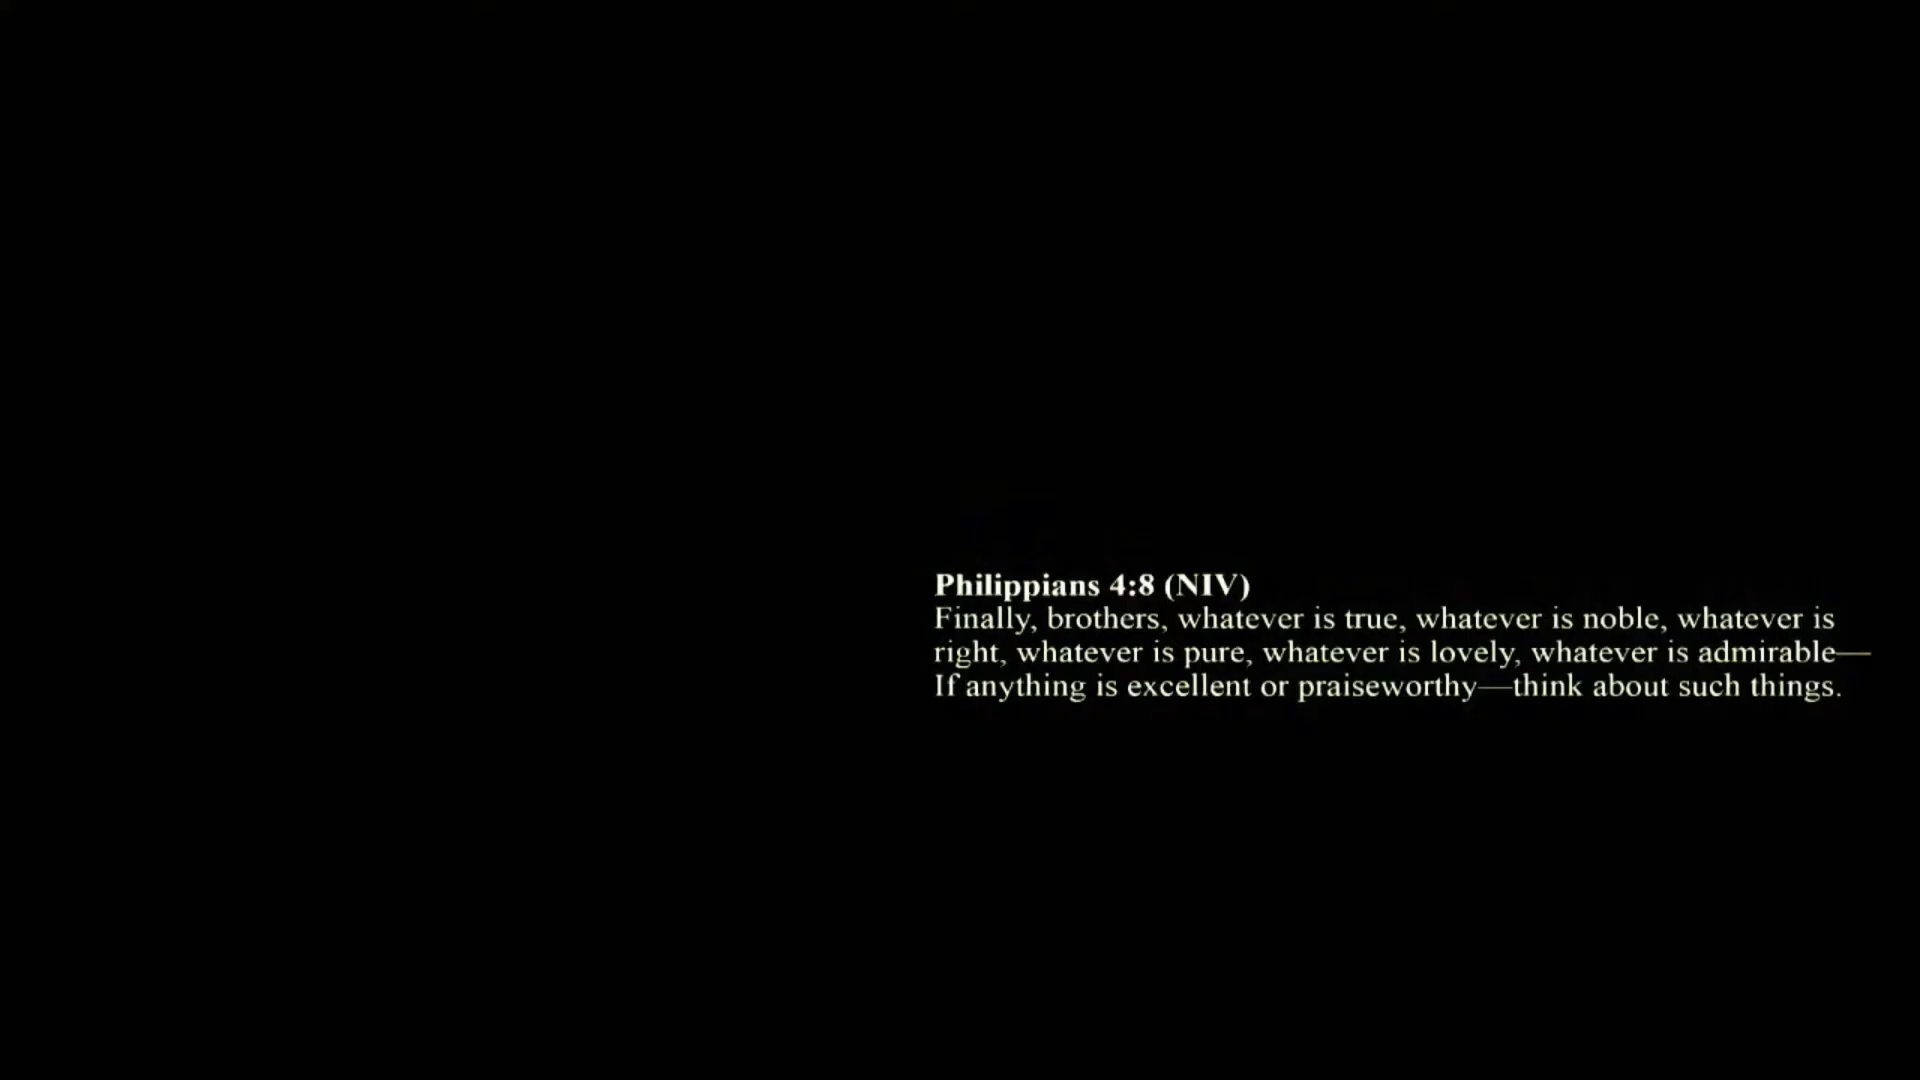 Philippians 4:8 (NIV)
Finally, brothers, whatever is true, whatever is noble, whatever is
right, whatever is pure, whatever is lovely, whatever is admirable—
If anything is excellent or praiseworthy—think about such things.